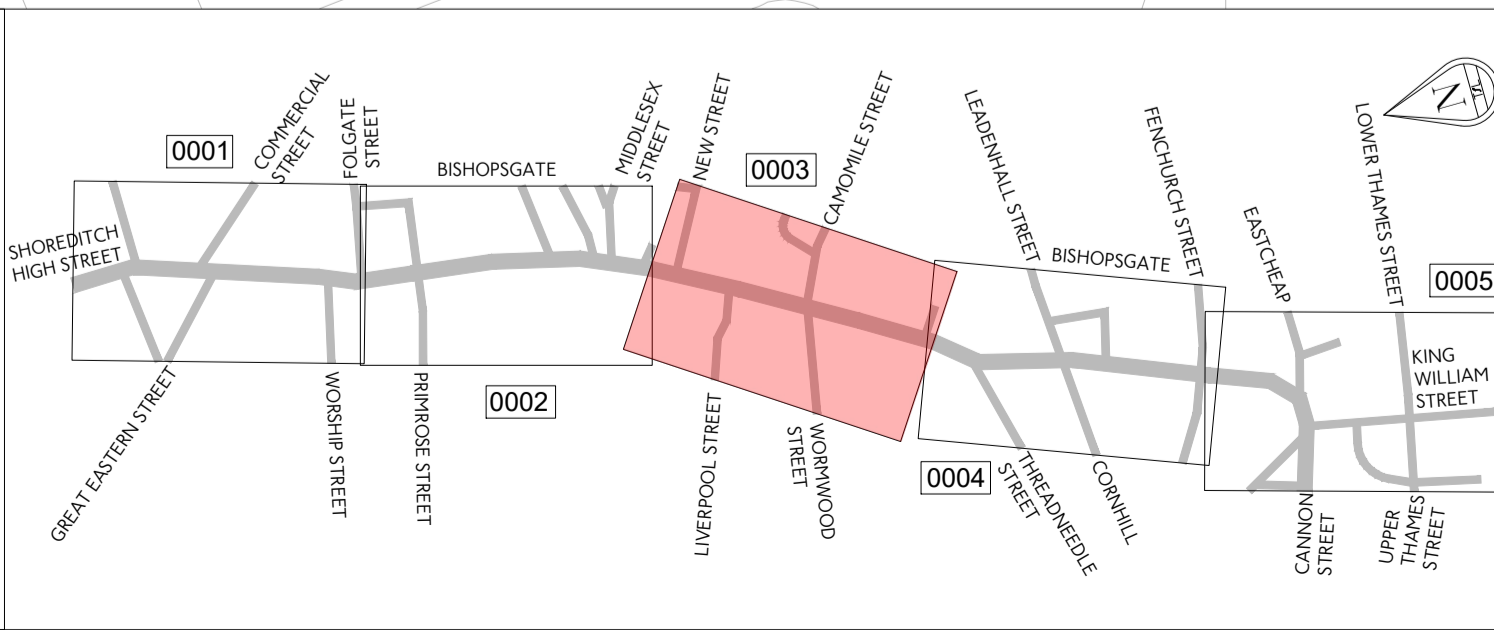 0001
COMMERCIAL
STREET
FOLGATE
STREET
BISHOPSGATE
MIDDLESEX
STREET
NEW STREET
0003
CAMOMILE STREET
LEADENHALL STREET
BISHOPSGATE
FENCHURCH STREET
EASTCHEAP
LOWER THAMES STREET
N
0005
SHOREDITCH
HIGH STREET
KING
WILLIAM
STREET
GREAT EASTERN STREET
WORSHIP STREET
PRIMROSE STREET
0002
LIVERPOOL STREET
WORMWOOD
STREET
0004
THREADNEEDLE
STREET
CORNHILL
CANNON
STREET
UPPER
THAMES
STREET